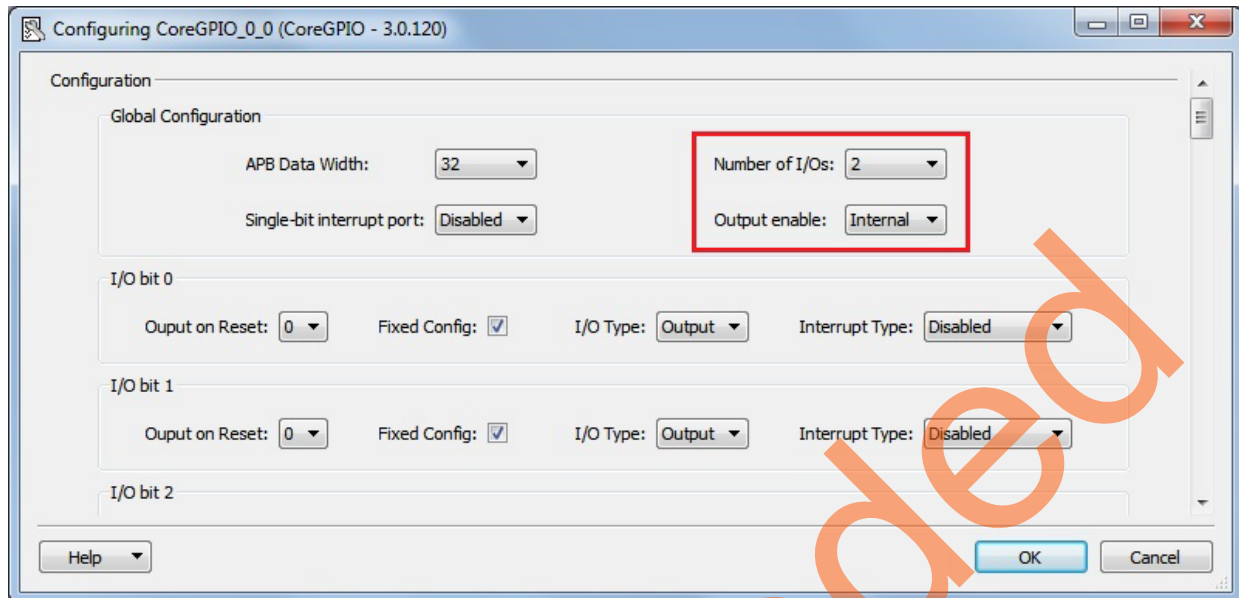 Configuring CoreGPIO_0_0 (CoreGPIO - 3.0.120)
Configuration
Global Configuration
APB Data Width: 32 Number of I/Os: 2
Single-bit interrupt port: Disabled Output enable: Internal
I/O bit 0
Ouput on Reset: 0 Fixed Config: I/O Type: Output Interrupt Type: Disabled
I/O bit 1
Ouput on Reset: 0 Fixed Config: I/O Type: Output Interrupt Type: Disabled
I/O bit 2
Help OK Cancel
ded